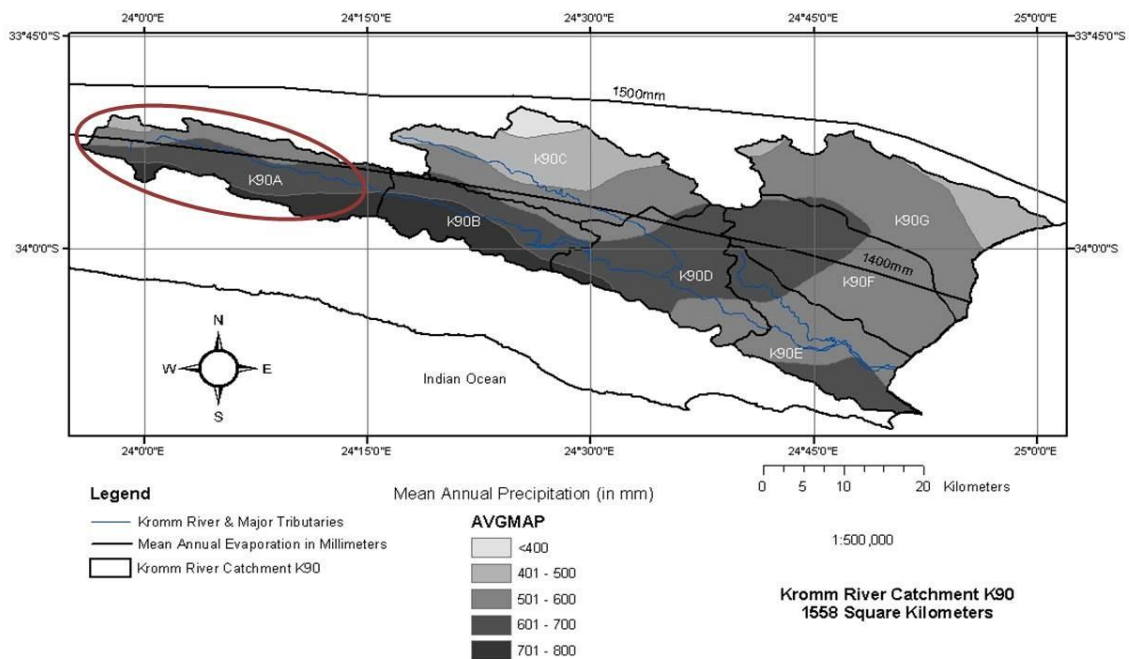 24°0'0"E 24°15'0"E 24°30'0"E 24°45'0"E 25°0'0"E
33°45'0"S 33°45'0"S
1500mm
K90C
K90A
K90G
K90B
34°0'0"S 34°0'0"S
1400mm
K90D
K90F
N
K90E
W E
Indian Ocean
S
24°0'0"E 24°15'0"E 24°30'0"E 24°45'0"E 25°0'0"E
0 5 10 20 Kilometers
Legend
Mean Annual Precipitation (in mm)
Kromm River & Major Tributaries
AVGMAP
Mean Annual Evaporation in Millimeters
<400
1:500,000
Kromm River Catchment K90
401 - 500
501 - 600
Kromm River Catchment K90
1558 Square Kilometers
601 - 700
701 - 800